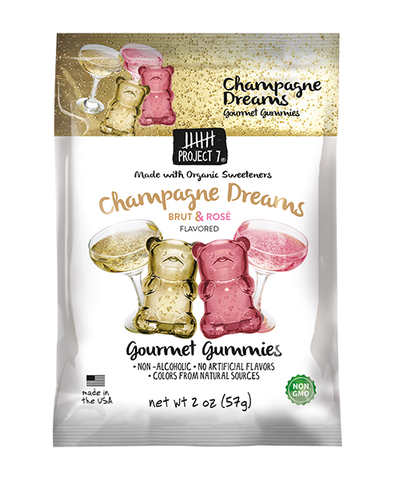 Champagne
Dreams
Gourmet Gummies
PROJECT 7®
Made with Organic Sweeteners
Champagne Dreams
BRUT & ROSÉ
FLAVORED
Gourmet Gummies
• NON-ALCOHOLIC • NO ARTIFICIAL FLAVORS
• COLORS FROM NATURAL SOURCES
made in
the USA
NON
GMO
net wt 2 oz (57g)